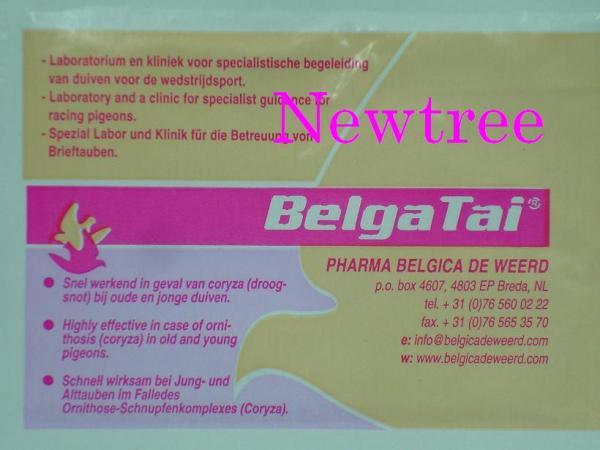 - Laboratorium en kliniek voor specialistische begeleiding
van duiven voor de wedstrijdsport.
- Laboratory and a clinic for specialist guidance for
racing pigeons.
- Spezial Labor und Klinik für die Betreuung von
Brieftauben.
Newtree
BelgaTai®
PHARMA BELGICA DE WEERD
p.o. box 4607, 4803 EP Breda, NL
tel. + 31 (0)76 560 02 22
fax. + 31 (0)76 565 35 70
e: info@belgicadeweerd.com
w: www.belgicadeweerd.com
● Snel werkend in geval van coryza (droog-
snot) bij oude en jonge duiven.
● Highly effective in case of orni-
thosis (coryza) in old and young
pigeons.
● Schnell wirksam bei Jung- und
Alttauben im Falledes
Ornithose-Schnupfenkomplexes (Coryza).